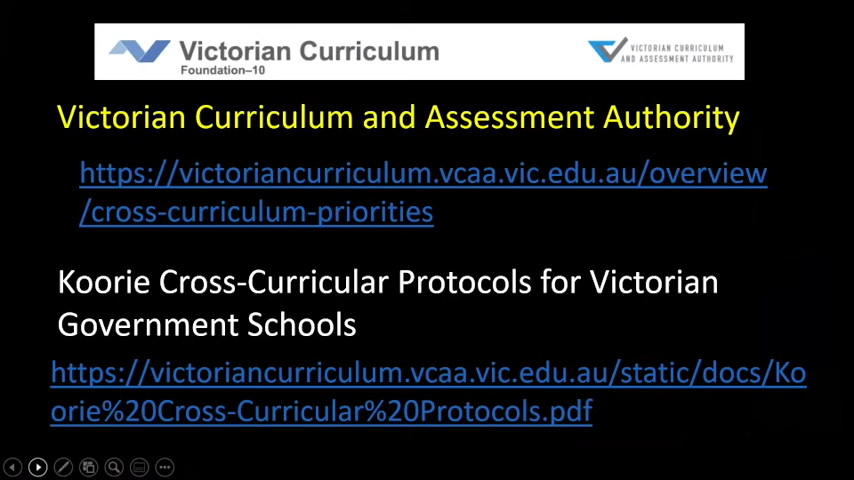 Victorian Curriculum
Foundation–10
VICTORIAN CURRICULUM
AND ASSESSMENT AUTHORITY
Victorian Curriculum and Assessment Authority
https://victoriancurriculum.vcaa.vic.edu.au/overview
/cross-curriculum-priorities
Koorie Cross-Curricular Protocols for Victorian
Government Schools
https://victoriancurriculum.vcaa.vic.edu.au/static/docs/Ko
orie%20Cross-Curricular%20Protocols.pdf